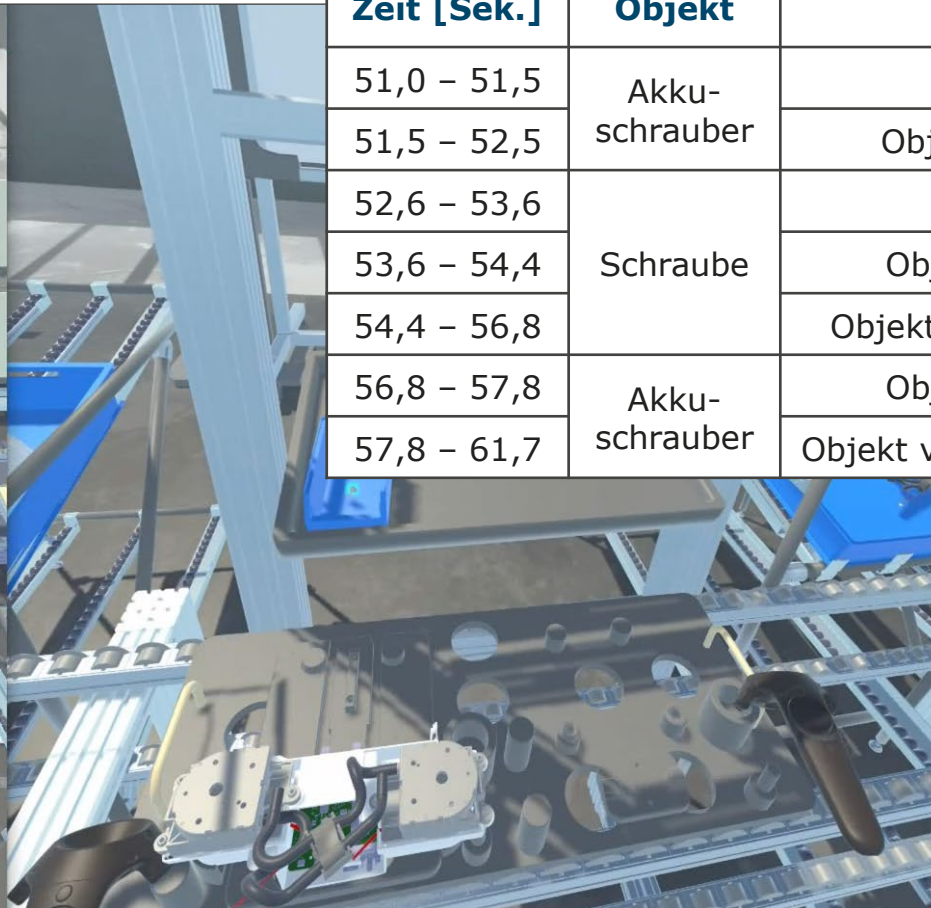 Zeit [Sek.] Objekt
51,0 – 51,5
Akku-
schrauber
51,5 – 52,5
52,6 – 53,6
53,6 – 54,4 Schraube
54,4 – 56,8 Objekt
56,8 – 57,8
Akku-
schrauber
57,8 – 61,7 Objekt